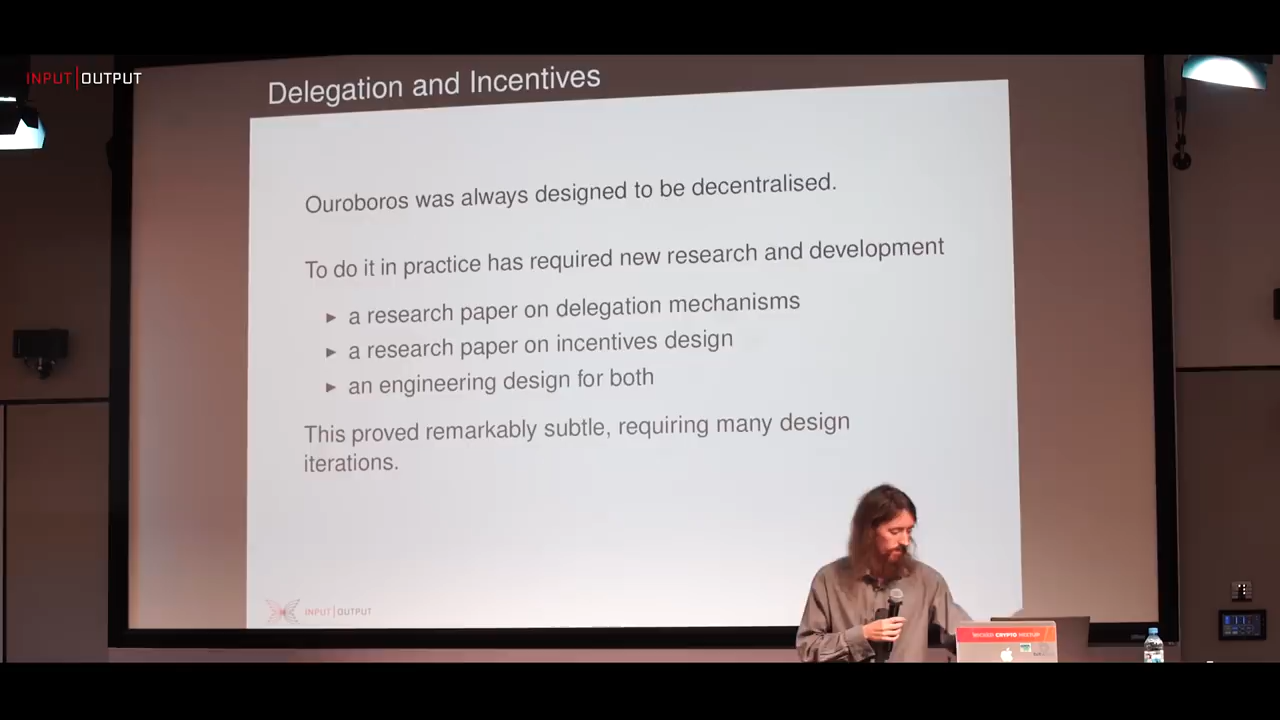 INPUT|OUTPUT
Delegation and Incentives
Ouroboros was always designed to be decentralised.
To do it in practice has required new research and development
▶ a research paper on delegation mechanisms
▶ a research paper on incentives design
▶ an engineering design for both
This proved remarkably subtle, requiring many design
iterations.
INPUT|OUTPUT
CRYPTO MEETUP